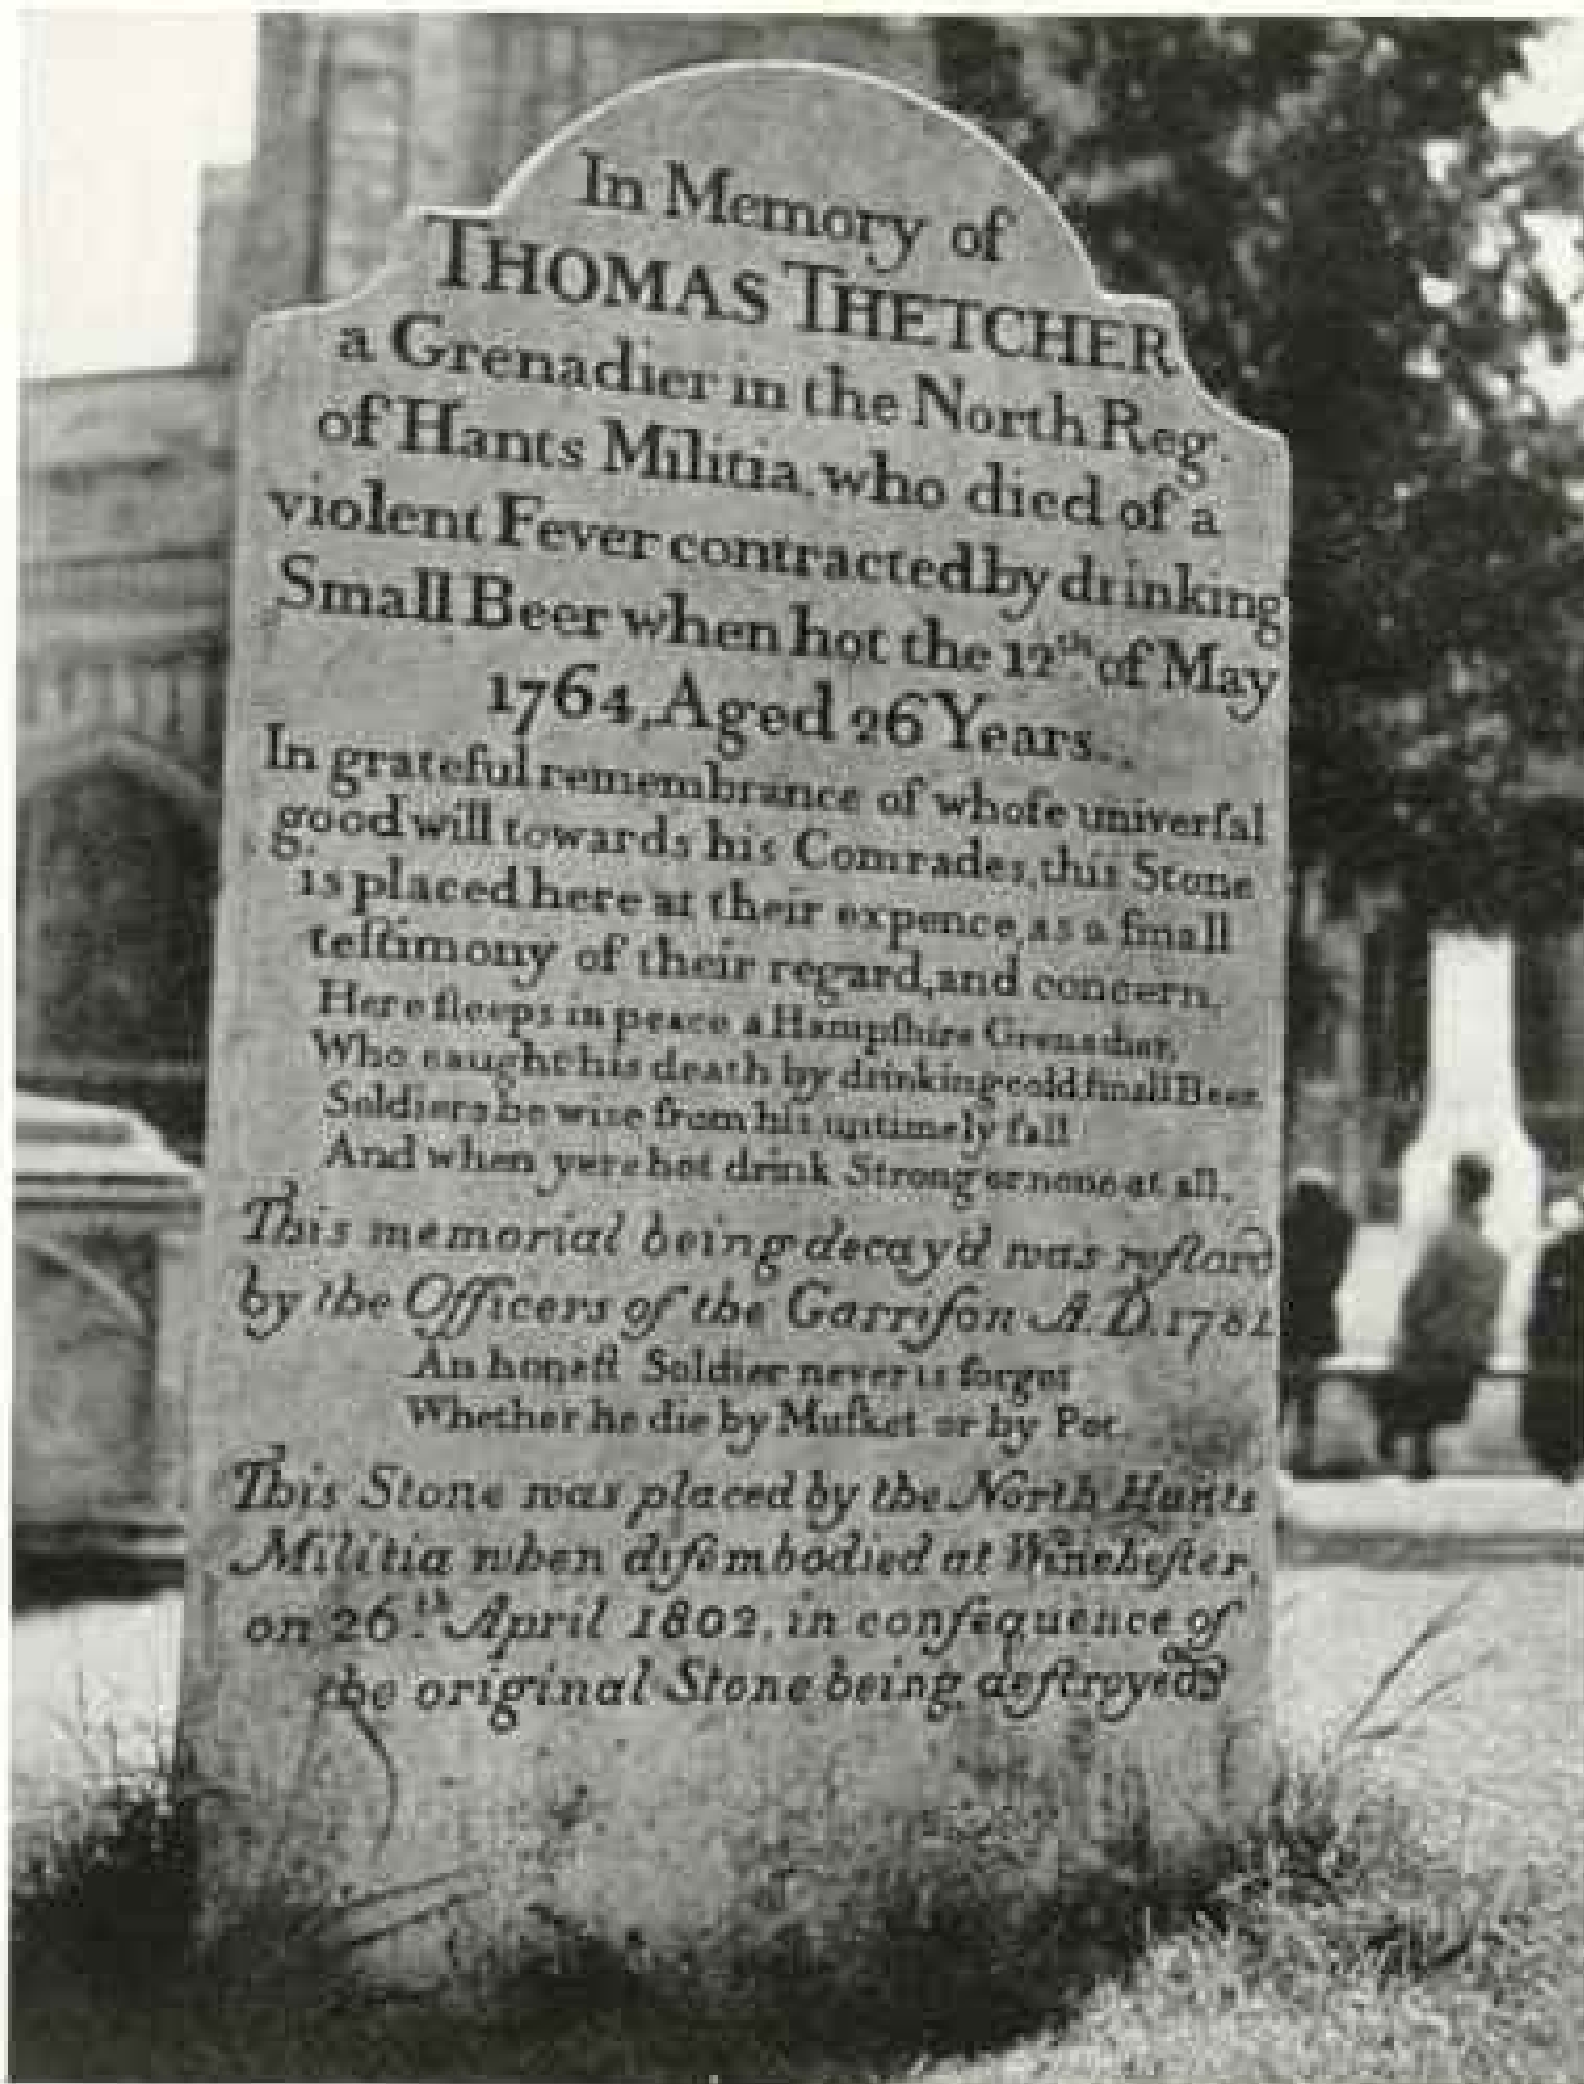 In Memory of
THOMAS THETCHER
a Grenadier in the North Reg.
of Hants Militia, who died of a
violent Fever contracted by drinking
Small Beer when hot the 12th of May
1764, Aged 26 Years.
In grateful remembrance of whoſe univerſal
good will towards his Comrades, this Stone
is placed here at their expence, as a ſmall
teſtimony of their regard, and concern.
Here ſleeps in peace a Hampſhire Grenadier,
Who caught his death by drinking cold ſmall Beer.
Soldiers be wise from his untimely fall
And when yere hot drink Strong or none at all.
This memorial being decay'd was reſtor'd
by the Officers of the Garriſon A.D. 1781.
An honeſt Soldier never is forgot
Whether he die by Muſket or by Pot.
This Stone was placed by the North Hants
Militia when diſembodied at Wincheſter,
on 26th April 1802, in conſequence of
the original Stone being deſtroyed